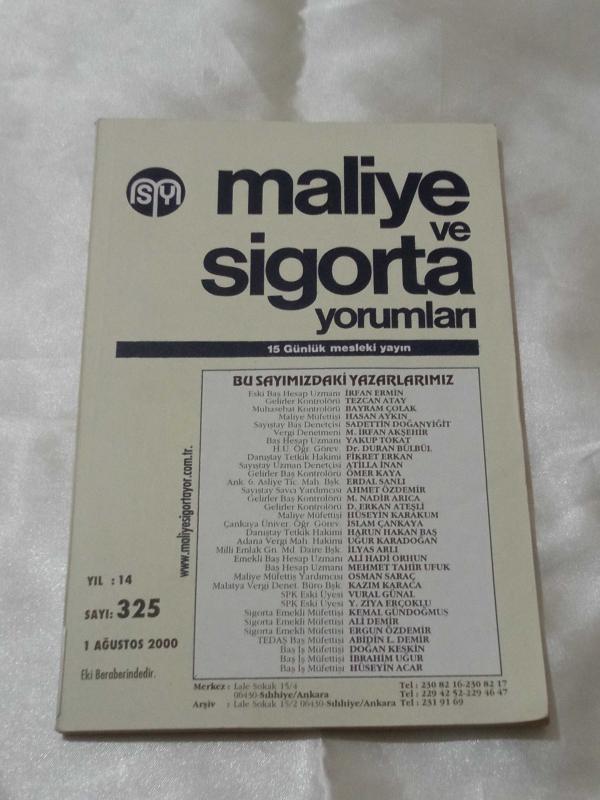 MSY
maliye
ve
sigorta
yorumları
15 Günlük mesleki yayın
BU SAYIMIZDAKİ YAZARLARIMIZ
Eski Baş Hesap Uzmanı İRFAN ERMİN
Gelirler Kontrolörü TEZCAN ATAY
Muhasebat Kontrolörü BAYRAM ÇOLAK
Maliye Müfettişi HASAN AYKIN
Sayıştay Baş Denetçisi SADETTİN DOĞANYİĞİT
Vergi Denetmeni M. İRFAN AKŞEHİR
Baş Hesap Uzmanı YAKUP TOKAT
H.Ü. Öğr. Görev. Dr. DURAN BÜLBÜL
Danıştay Tetkik Hakimi FİKRET ERKAN
Sayıştay Uzman Denetçisi ATİLLA İNAN
Gelirler Baş Kontrolörü ÖMER KAYA
Ank. 6. Asliye Tic. Mah. Bşk. ERDAL SANLI
Sayıştay Savcı Yardımcısı AHMET ÖZDEMİR
Gelirler Baş Kontrolörü M. NADİR ARICA
Gelirler Kontrolörü D. ERKAN ATEŞLİ
Maliye Müfettişi HÜSEYİN KARAKUM
Çankaya Üniver. Öğr. Görev. İSLAM ÇANKAYA
Danıştay Tetkik Hakimi HARUN HAKAN BAŞ
Adana Vergi Mah. Hakimi UĞUR KARADOĞAN
Milli Emlak Gn. Md. Daire Bşk. İLYAS ARLI
Emekli Baş Hesap Uzmanı ALİ HADİ ORHUN
Baş Hesap Uzmanı MEHMET TAHİR UFUK
Maliye Müfettiş Yardımcısı OSMAN SARAÇ
Malatya Vergi Denet. Büro Bşk. KAZIM KARACA
SPK Eski Üyesi VURAL GÜNAL
SPK Eski Üyesi Y. ZİYA ERÇOKLU
Sigorta Emekli Müfettişi KEMAL GÜNDOĞMUŞ
Sigorta Emekli Müfettişi ALİ DEMİR
Sigorta Emekli Müfettişi ERGUN ÖZDEMİR
TEDAŞ Baş Müfettişi ABİDİN L. DEMİR
Baş İş Müfettişi DOĞAN KESKİN
Baş İş Müfettişi İBRAHİM UĞUR
Baş İş Müfettişi HÜSEYİN ACAR
www.maliyesigortayor.com.tr.
YIL : 14
SAYI: 325
1 AĞUSTOS 2000
Eki Beraberindedir.
Merkez : Lale Sokak 15/4 Tel : 230 82 16-230 82 17
06430-Sıhhiye/Ankara Tel : 229 42 52-229 46 47
Arşiv : Lale Sokak 15/2 06430-Sıhhiye/Ankara Tel : 231 91 69